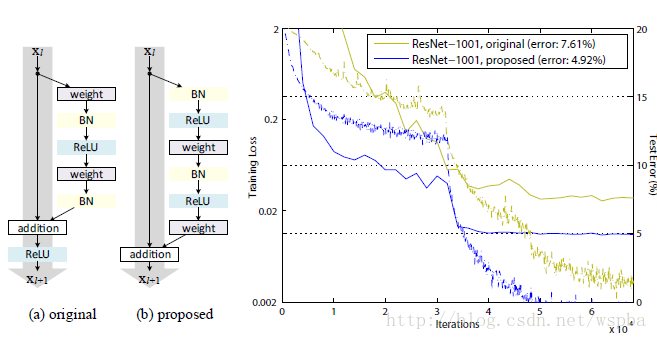 x_l
weight
BN
ReLU
weight
BN
addition
ReLU
x_{l+1}
(a) original
x_l
BN
ReLU
weight
BN
ReLU
weight
addition
x_{l+1}
(b) proposed
ResNet−1001, original (error: 7.61%)
ResNet−1001, proposed (error: 4.92%)
2
0.2
0.02
0.002
Training Loss
20
15
10
5
0
Test Error (%)
0 1 2 3 4 5 6
x 10^4
Iterations
http://blog.csdn.net/wspba